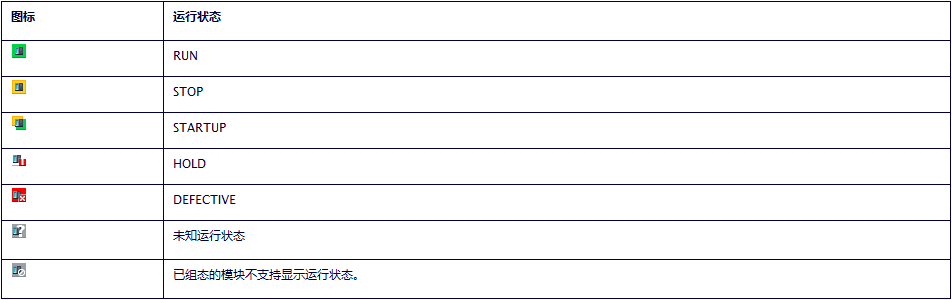 图标 运行状态
RUN
STOP
STARTUP
HOLD
DEFECTIVE
未知运行状态
已组态的模块不支持显示运行状态。